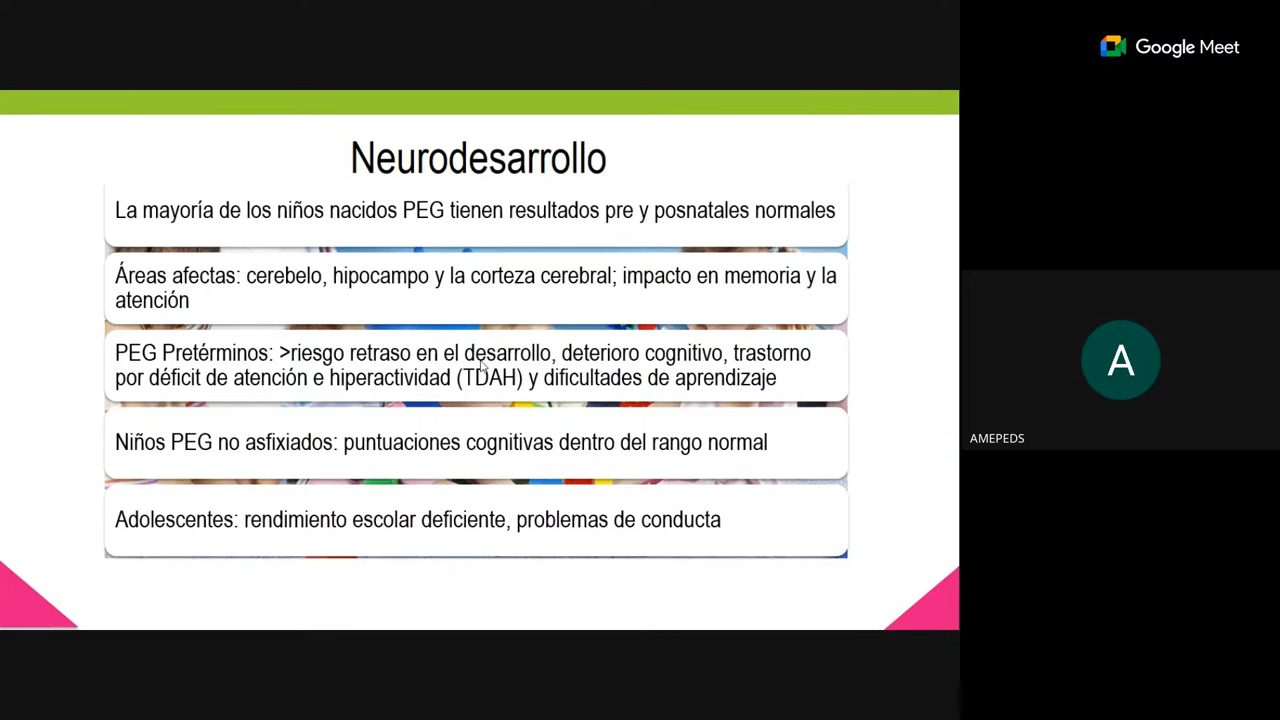 Google Meet
Neurodesarrollo
La mayoría de los niños nacidos PEG tienen resultados pre y posnatales normales
Áreas afectas: cerebelo, hipocampo y la corteza cerebral; impacto en memoria y la
atención
PEG Pretérminos: >riesgo retraso en el desarrollo, deterioro cognitivo, trastorno
por déficit de atención e hiperactividad (TDAH) y dificultades de aprendizaje
Niños PEG no asfixiados: puntuaciones cognitivas dentro del rango normal
Adolescentes: rendimiento escolar deficiente, problemas de conducta
A
AMEPEDS